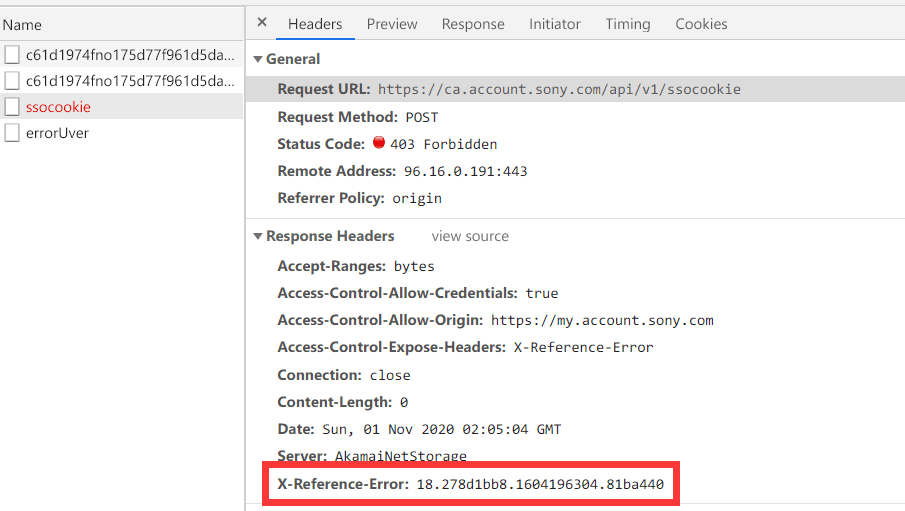 Name
c61d1974fno175d77f961d5da...
c61d1974fno175d77f961d5da...
ssocookie
errorUver
× Headers Preview Response Initiator Timing Cookies
General
Request URL: https://ca.account.sony.com/api/v1/ssocookie
Request Method: POST
Status Code: 403 Forbidden
Remote Address: 96.16.0.191:443
Referrer Policy: origin
Response Headers view source
Accept-Ranges: bytes
Access-Control-Allow-Credentials: true
Access-Control-Allow-Origin: https://my.account.sony.com
Access-Control-Expose-Headers: X-Reference-Error
Connection: close
Content-Length: 0
Date: Sun, 01 Nov 2020 02:05:04 GMT
Server: AkamaiNetStorage
X-Reference-Error: 18.278d1bb8.1604196304.81ba440